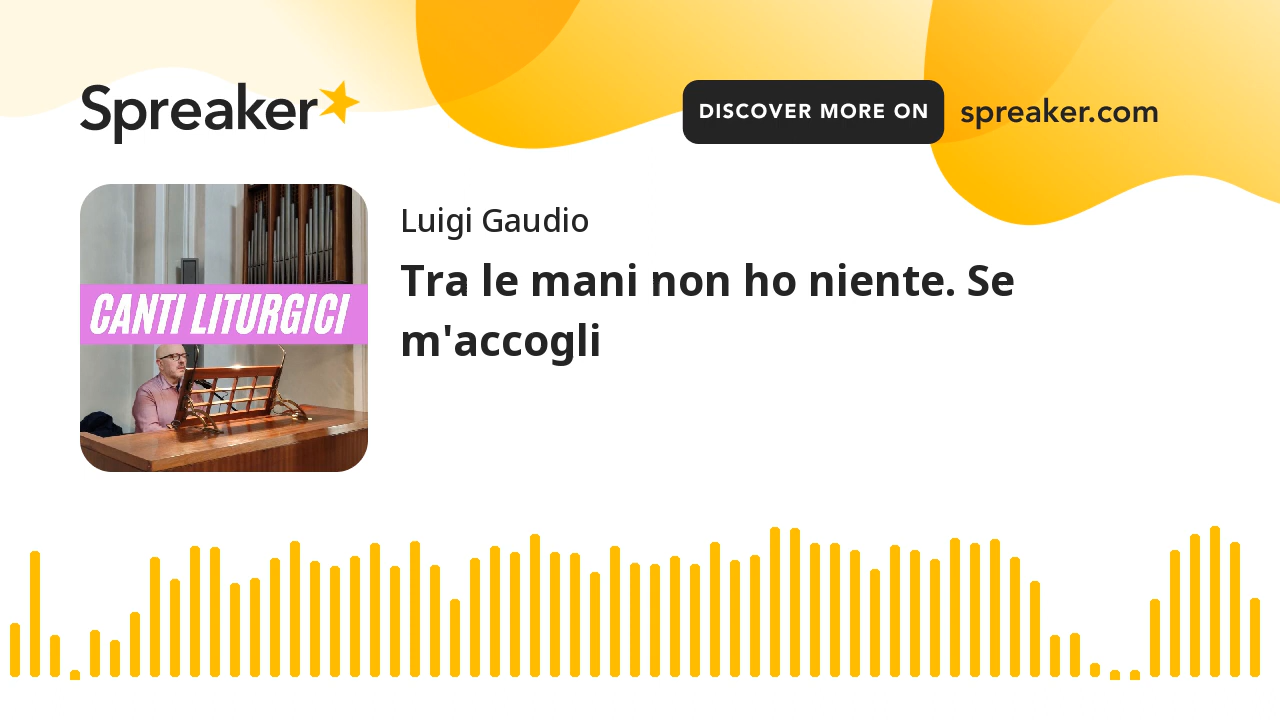 Spreaker
DISCOVER MORE ON
spreaker.com
CANTI LITURGICI
Luigi Gaudio
Tra le mani non ho niente. Se
m'accogli